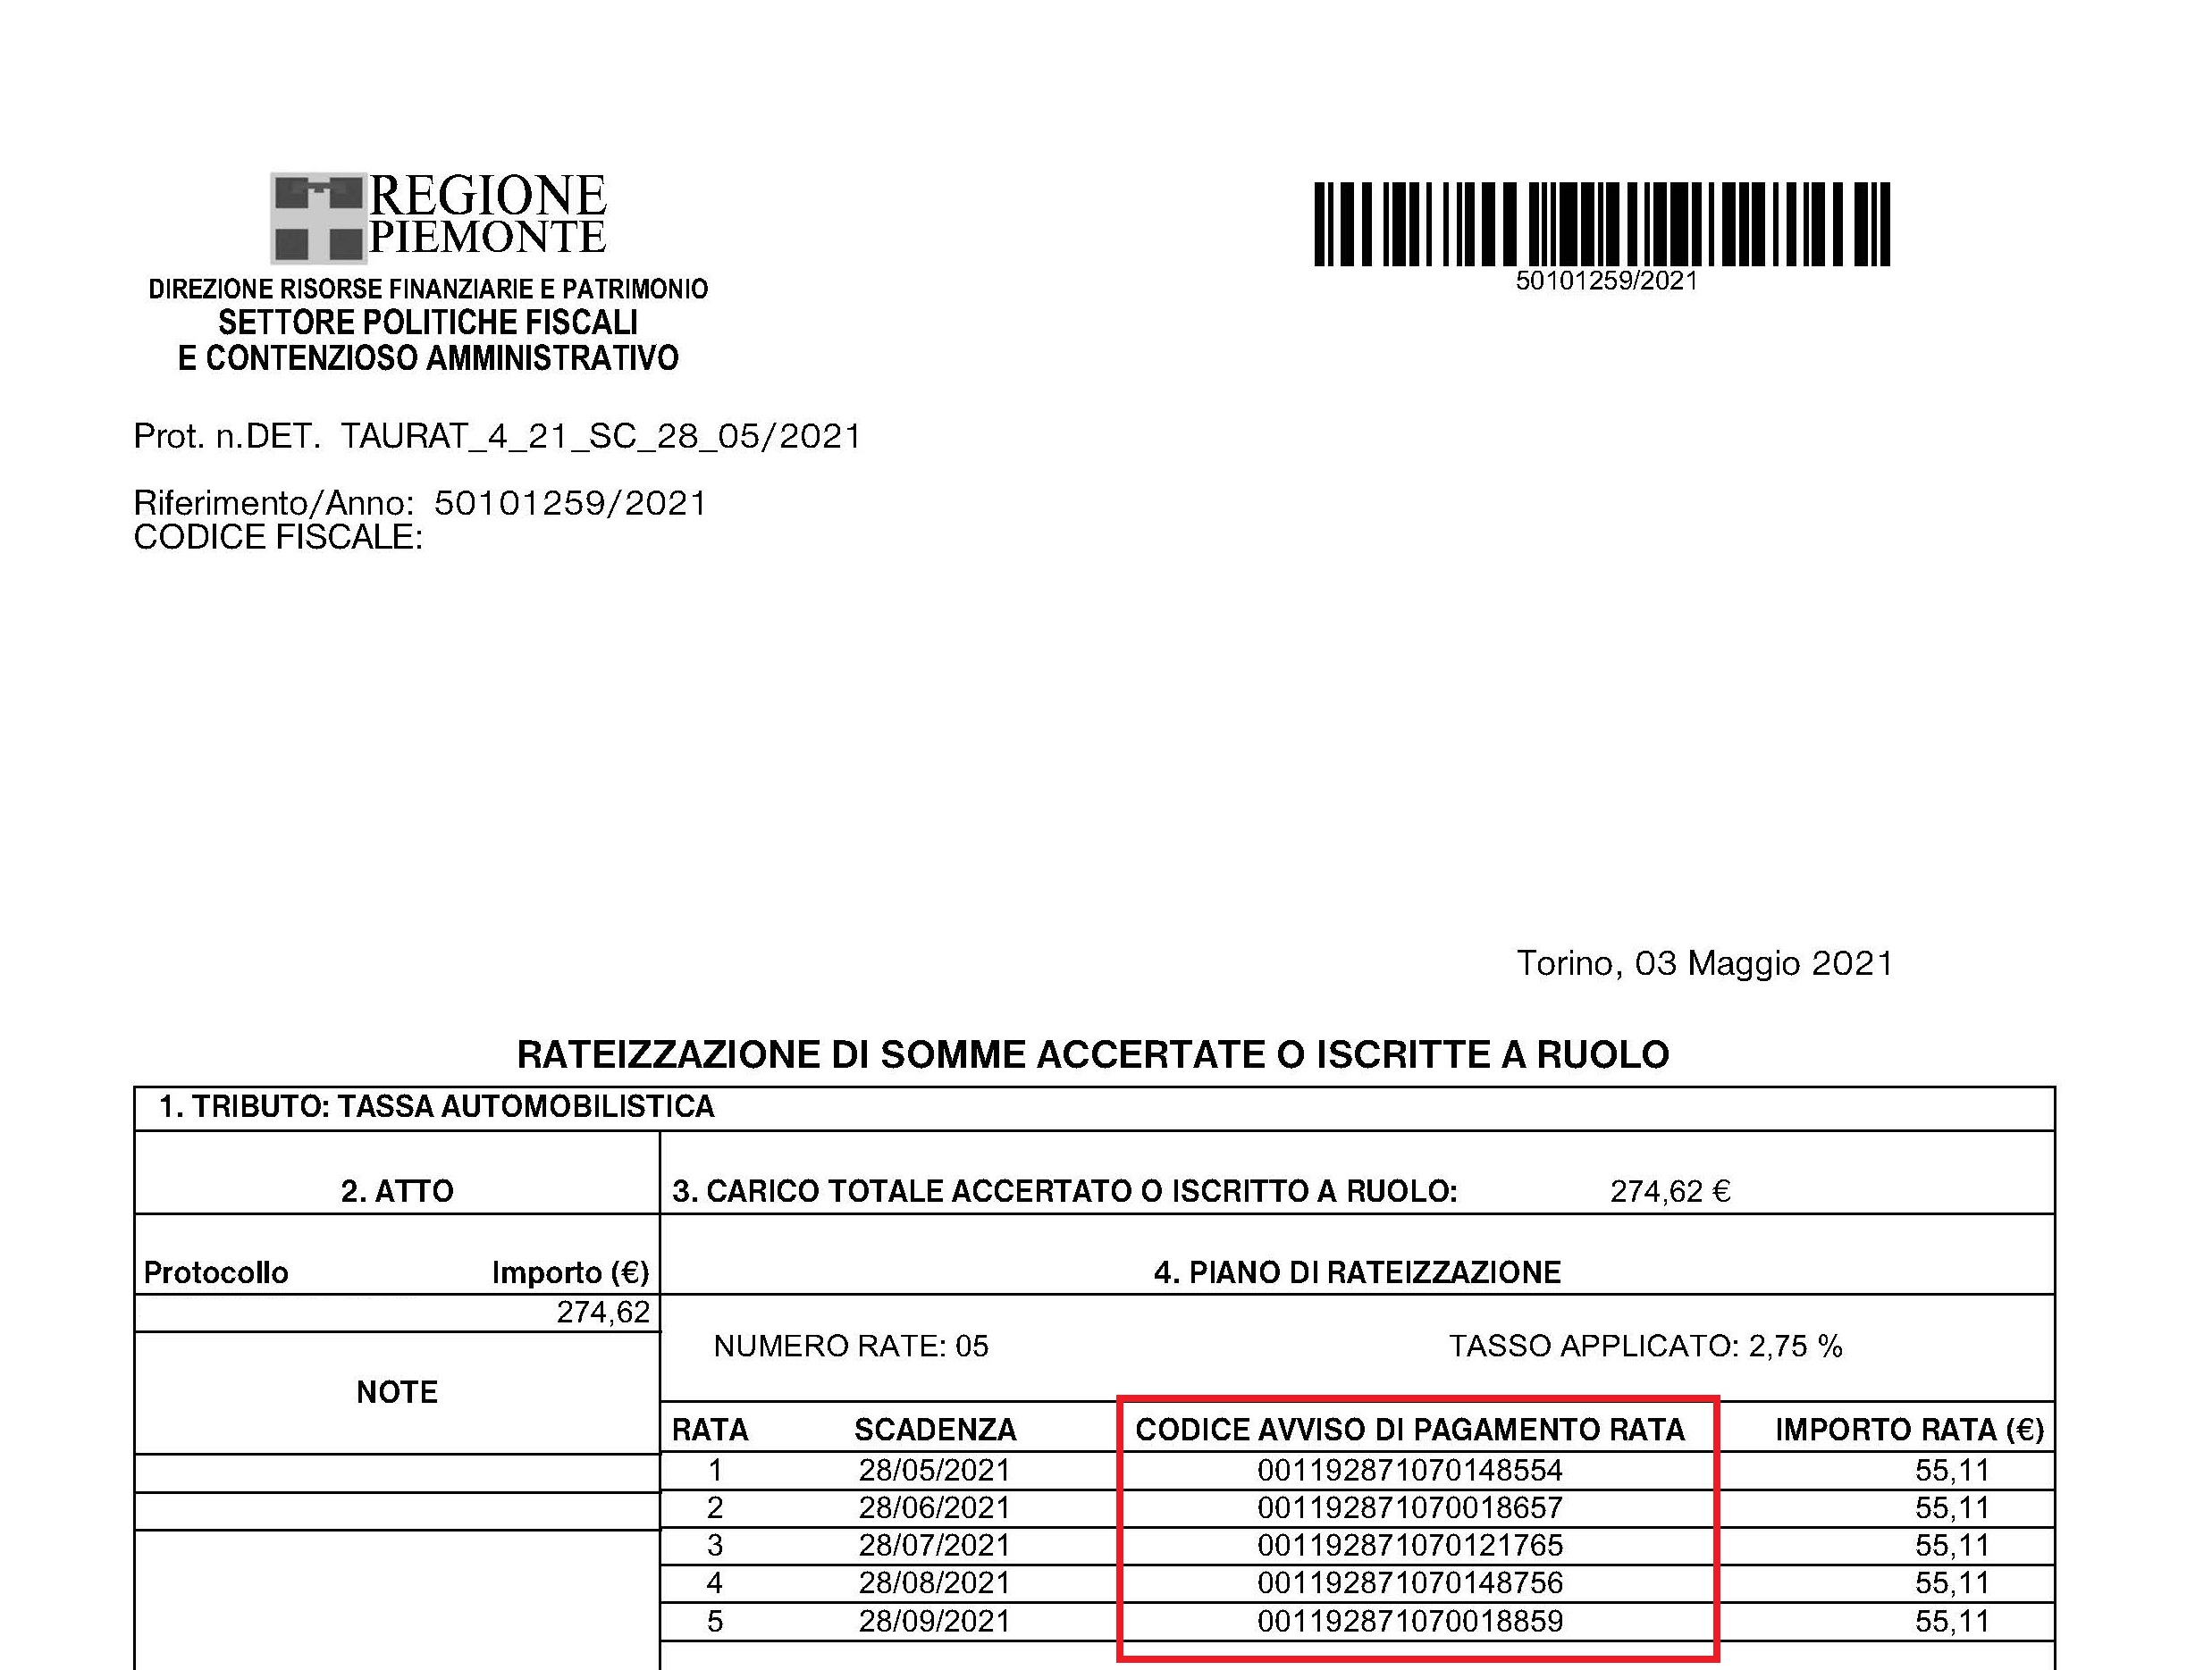 REGIONE
PIEMONTE
DIREZIONE RISORSE FINANZIARIE E PATRIMONIO
SETTORE POLITICHE FISCALI
E CONTENZIOSO AMMINISTRATIVO
50101259/2021
Prot. n.DET. TAURAT_4_21_SC_28_05/2021
Riferimento/Anno: 50101259/2021
CODICE FISCALE:
Torino, 03 Maggio 2021
RATEIZZAZIONE DI SOMME ACCERTATE O ISCRITTE A RUOLO
1. TRIBUTO: TASSA AUTOMOBILISTICA
2. ATTO 3. CARICO TOTALE ACCERTATO O ISCRITTO A RUOLO: 274,62 €
Protocollo Importo (€) 4. PIANO DI RATEIZZAZIONE
274,62
NUMERO RATE: 05 TASSO APPLICATO: 2,75 %
NOTE
RATA SCADENZA CODICE AVVISO DI PAGAMENTO RATA IMPORTO RATA (€)
1 28/05/2021 001192871070148554 55,11
2 28/06/2021 001192871070018657 55,11
3 28/07/2021 001192871070121765 55,11
4 28/08/2021 001192871070148756 55,11
5 28/09/2021 001192871070018859 55,11